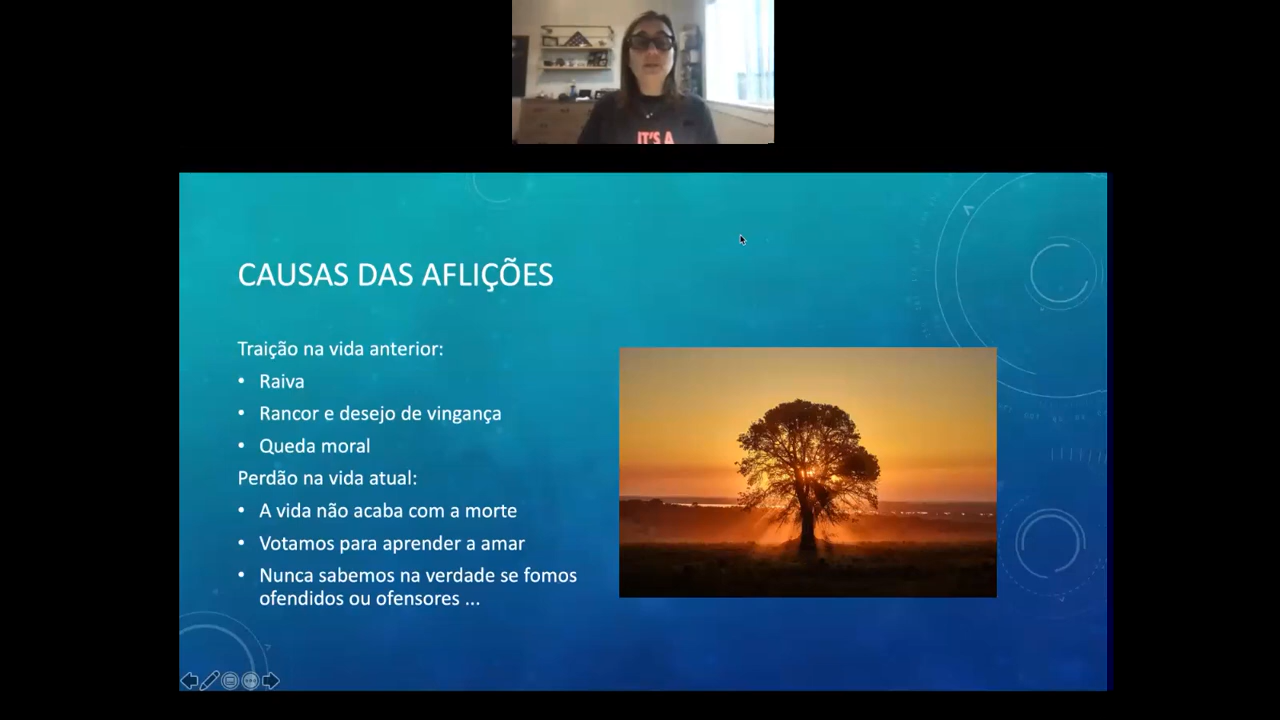 IT'S A
CAUSAS DAS AFLIÇÕES
Traição na vida anterior:
• Raiva
• Rancor e desejo de vingança
• Queda moral
Perdão na vida atual:
• A vida não acaba com a morte
• Votamos para aprender a amar
• Nunca sabemos na verdade se fomos
ofendidos ou ofensores ...